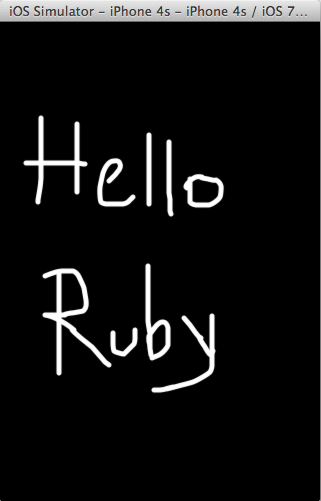 iOS Simulator – iPhone 4s – iPhone 4s / iOS 7...
Hello
Ruby